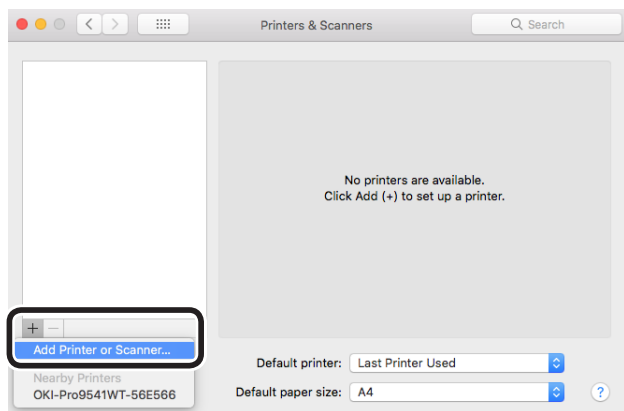 Printers & Scanners
Search
No printers are available.
Click Add (+) to set up a printer.
+ −
Add Printer or Scanner...
Nearby Printers
OKI-Pro9541WT-56E566
Default printer: Last Printer Used
Default paper size: A4
?